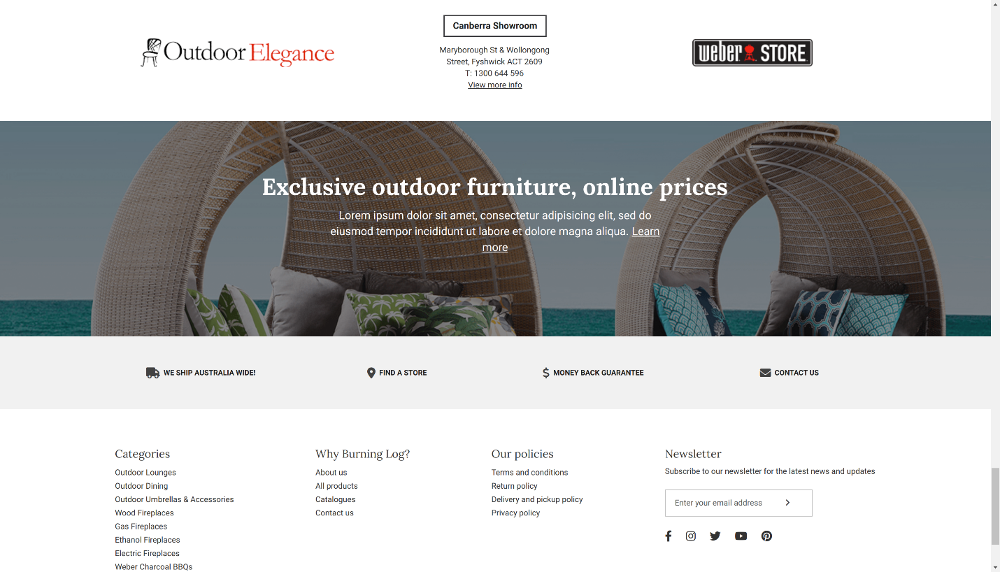 Outdoor Elegance
Canberra Showroom
Maryborough St & Wollongong
Street, Fyshwick ACT 2609
T: 1300 644 596
View more info
weber STORE
Exclusive outdoor furniture, online prices
Lorem ipsum dolor sit amet, consectetur adipisicing elit, sed do
eiusmod tempor incididunt ut labore et dolore magna aliqua. Learn
more
WE SHIP AUSTRALIA WIDE!
FIND A STORE
MONEY BACK GUARANTEE
CONTACT US
Categories
Outdoor Lounges
Outdoor Dining
Outdoor Umbrellas & Accessories
Wood Fireplaces
Gas Fireplaces
Ethanol Fireplaces
Electric Fireplaces
Weber Charcoal BBQs
Why Burning Log?
About us
All products
Catalogues
Contact us
Our policies
Terms and conditions
Return policy
Delivery and pickup policy
Privacy policy
Newsletter
Subscribe to our newsletter for the latest news and updates
Enter your email address